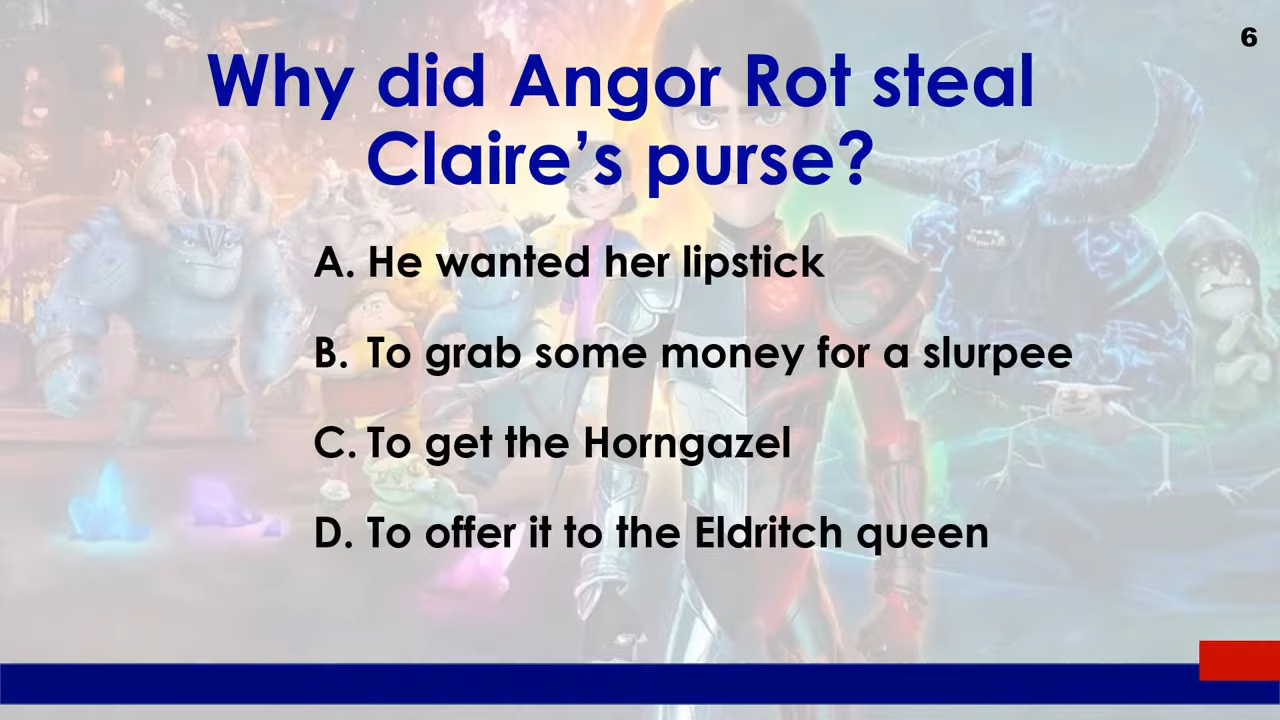 6
Why did Angor Rot steal
Claire’s purse?
A. He wanted her lipstick
B. To grab some money for a slurpee
C. To get the Horngazel
D. To offer it to the Eldritch queen